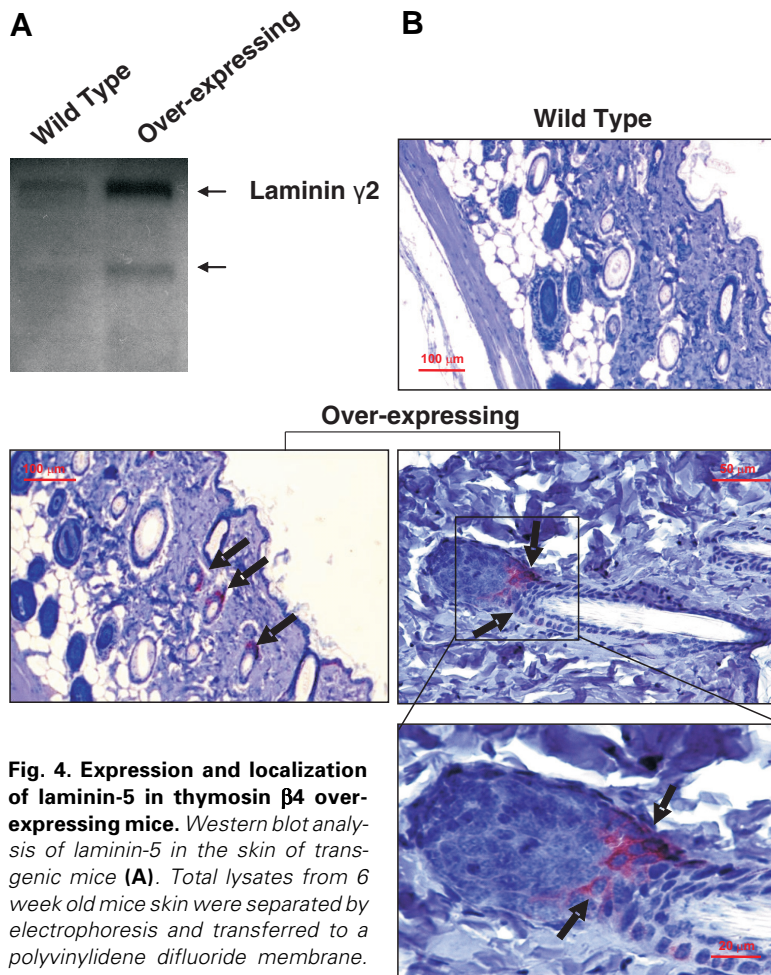 A
B
Wild Type
Over-expressing
Laminin γ2
Wild Type
100 μm
Over-expressing
100 μm
50 μm
20 μm
Fig. 4. Expression and localization
of laminin-5 in thymosin β4 over-
expressing mice. Western blot analy-
sis of laminin-5 in the skin of trans-
genic mice (A). Total lysates from 6
week old mice skin were separated by
electrophoresis and transferred to a
polyvinylidene difluoride membrane.